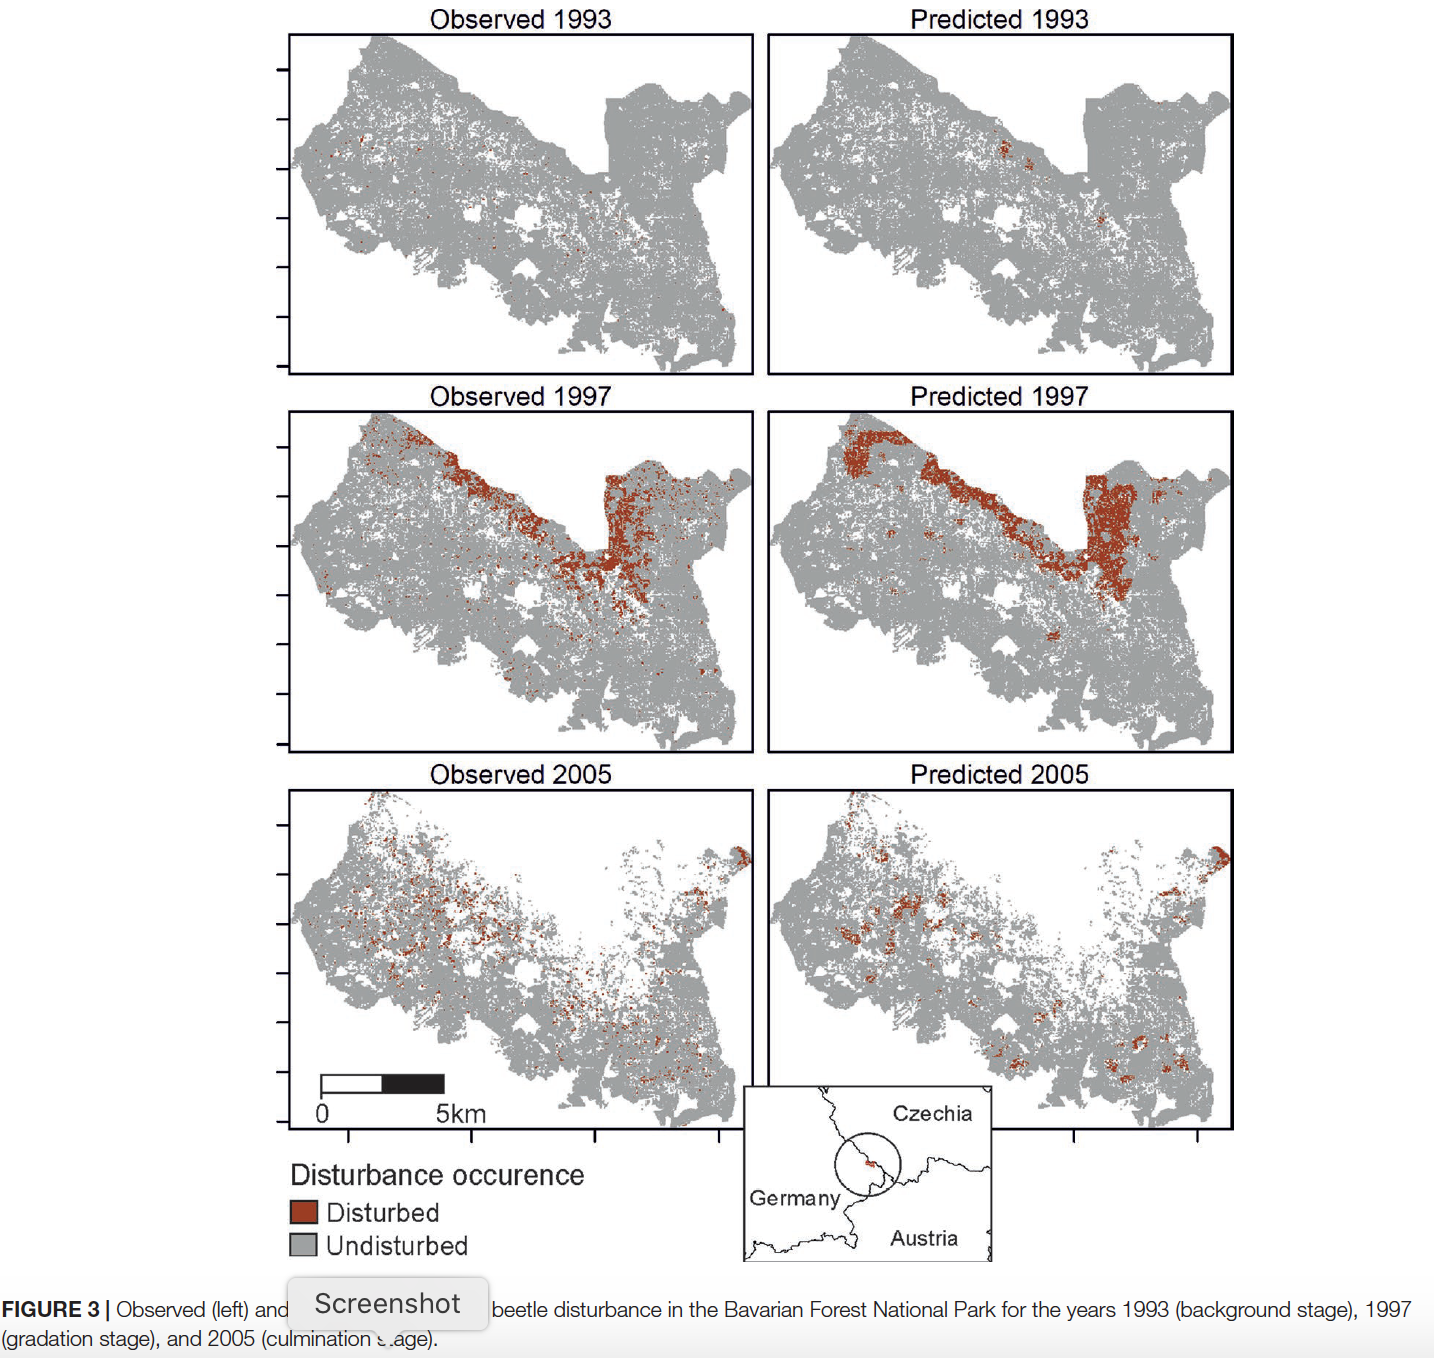 Observed 1993
Predicted 1993
Observed 1997
Predicted 1997
Observed 2005
Predicted 2005
0 5km
Czechia
Germany
Austria
Disturbance occurence
Disturbed
Undisturbed
Screenshot
FIGURE 3 | Observed (left) and beetle disturbance in the Bavarian Forest National Park for the years 1993 (background stage), 1997
(gradation stage), and 2005 (culmination stage).